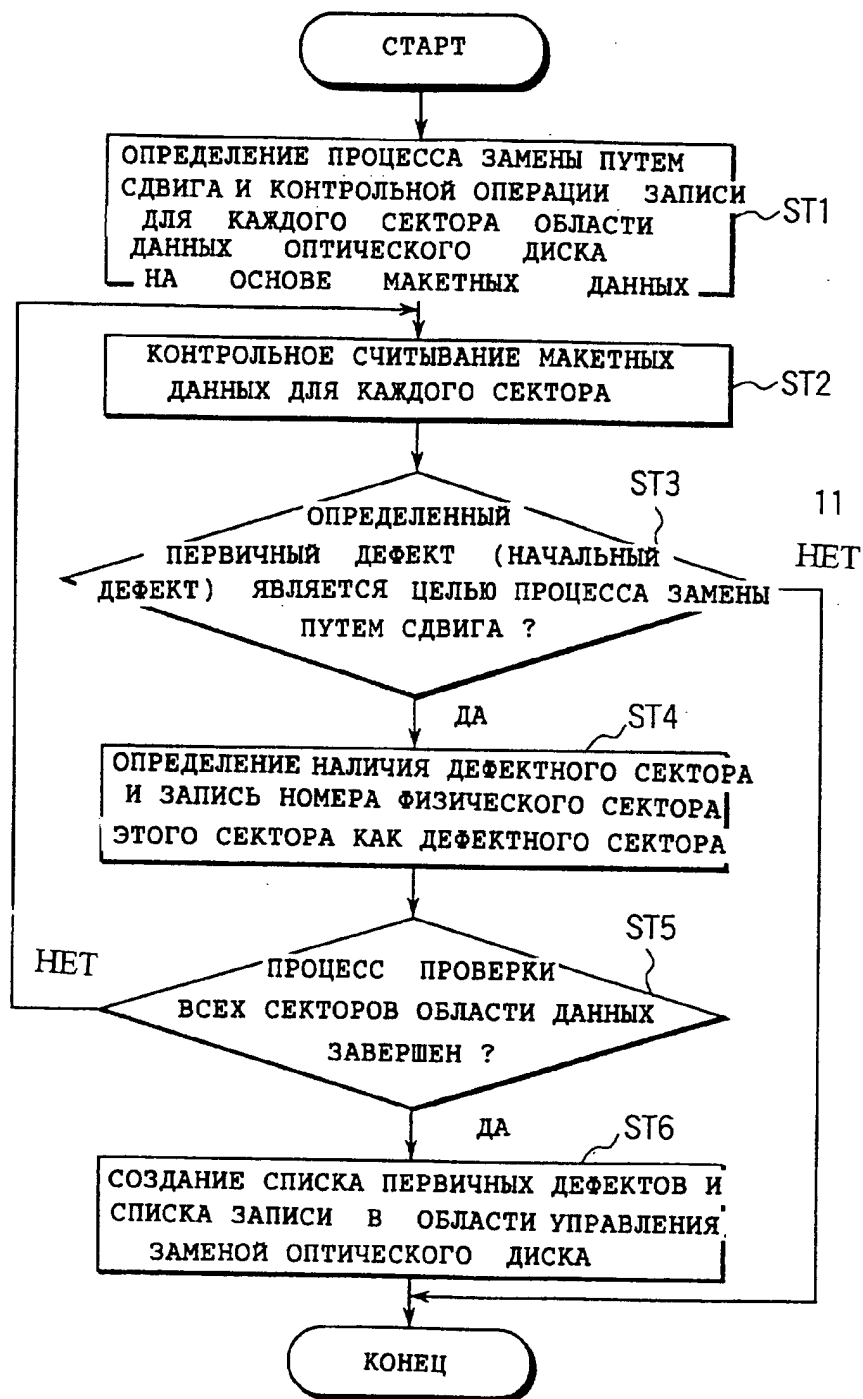 СТАРТ
ОПРЕДЕЛЕНИЕ ПРОЦЕССА ЗАМЕНЫ ПУТЕМ
СДВИГА И КОНТРОЛЬНОЙ ОПЕРАЦИИ ЗАПИСИ
ДЛЯ КАЖДОГО СЕКТОРА ОБЛАСТИ
ДАННЫХ ОПТИЧЕСКОГО ДИСКА
НА ОСНОВЕ МАКЕТНЫХ ДАННЫХ
ST1
КОНТРОЛЬНОЕ СЧИТЫВАНИЕ МАКЕТНЫХ
ДАННЫХ ДЛЯ КАЖДОГО СЕКТОРА
ST2
ST3
11
НЕТ
ОПРЕДЕЛЕННЫЙ
ПЕРВИЧНЫЙ ДЕФЕКТ (НАЧАЛЬНЫЙ
ДЕФЕКТ) ЯВЛЯЕТСЯ ЦЕЛЬЮ ПРОЦЕССА ЗАМЕНЫ
ПУТЕМ СДВИГА ?
ДА
ST4
ОПРЕДЕЛЕНИЕ НАЛИЧИЯ ДЕФЕКТНОГО СЕКТОРА
И ЗАПИСЬ НОМЕРА ФИЗИЧЕСКОГО СЕКТОРА
ЭТОГО СЕКТОРА КАК ДЕФЕКТНОГО СЕКТОРА
ST5
НЕТ
ПРОЦЕСС ПРОВЕРКИ
ВСЕХ СЕКТОРОВ ОБЛАСТИ ДАННЫХ
ЗАВЕРШЕН ?
ДА
ST6
СОЗДАНИЕ СПИСКА ПЕРВИЧНЫХ ДЕФЕКТОВ И
СПИСКА ЗАПИСИ В ОБЛАСТИ УПРАВЛЕНИЯ
ЗАМЕНОЙ ОПТИЧЕСКОГО ДИСКА
КОНЕЦ